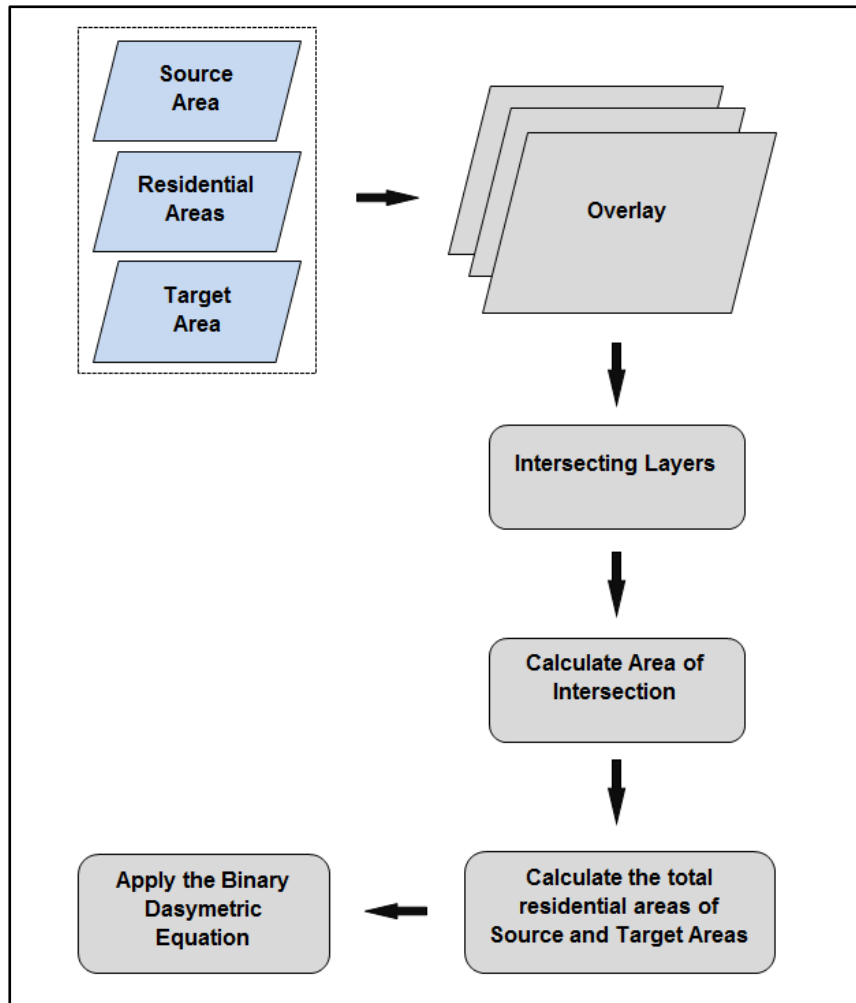 Source
Area
Residential
Areas
Target
Area
Overlay
Intersecting Layers
Calculate Area of
Intersection
Calculate the total
residential areas of
Source and Target Areas
Apply the Binary
Dasymetric
Equation